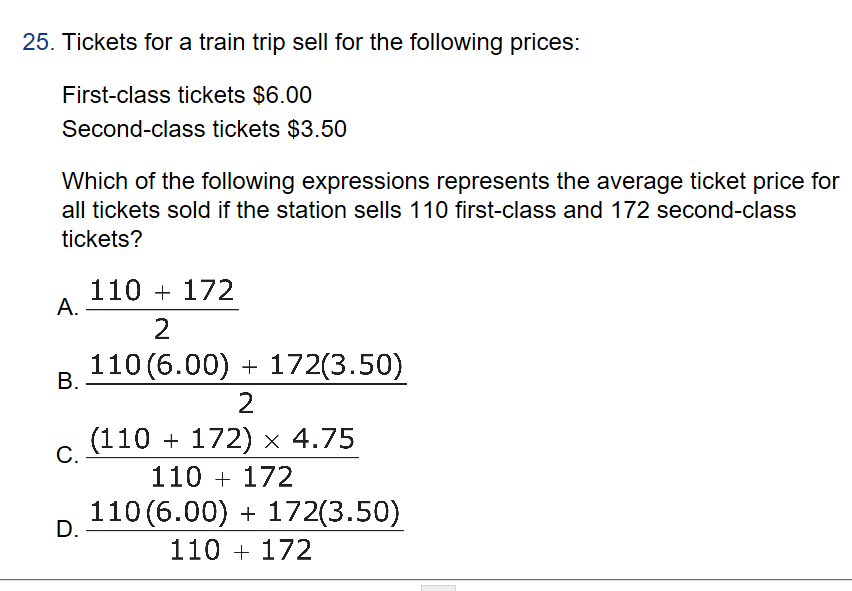 25. Tickets for a train trip sell for the following prices:
First-class tickets $6.00
Second-class tickets $3.50
Which of the following expressions represents the average ticket price for
all tickets sold if the station sells 110 first-class and 172 second-class
tickets?
A. 110 + 172
2
B. 110(6.00) + 172(3.50)
2
C. (110 + 172) × 4.75
110 + 172
D. 110(6.00) + 172(3.50)
110 + 172